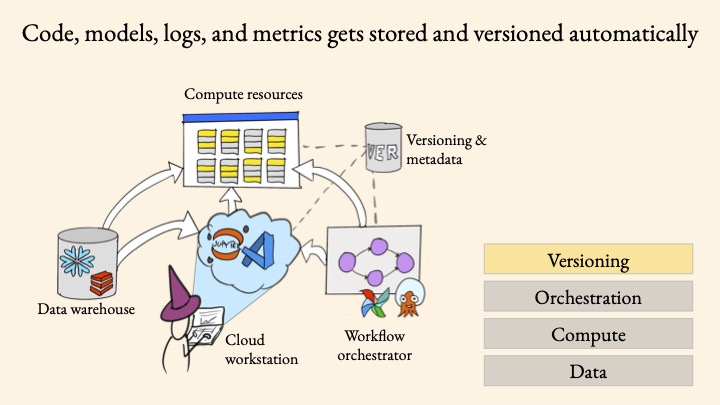 Code, models, logs, and metrics gets stored and versioned automatically
Compute resources
Versioning &
metadata
VER
Jupyter
Data warehouse
Cloud
workstation
Workflow
orchestrator
Versioning
Orchestration
Compute
Data